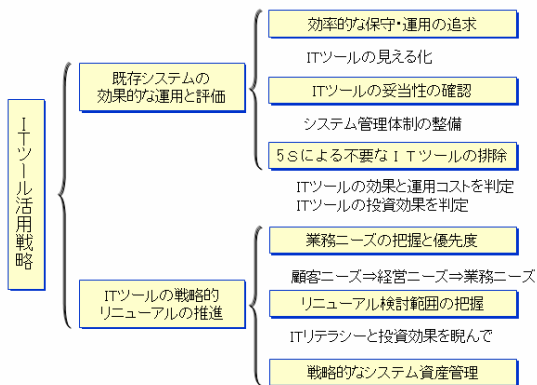 ITツール活用戦略
既存システムの
効果的な運用と評価
効率的な保守・運用の追求
ITツールの見える化
ITツールの妥当性の確認
システム管理体制の整備
5Sによる不要なITツールの排除
ITツールの効果と運用コストを判定
ITツールの投資効果を判定
ITツールの戦略的
リニューアルの推進
業務ニーズの把握と優先度
顧客ニーズ⇒経営ニーズ⇒業務ニーズ
リニューアル検討範囲の把握
ITリテラシーと投資効果を睨んで
戦略的なシステム資産管理